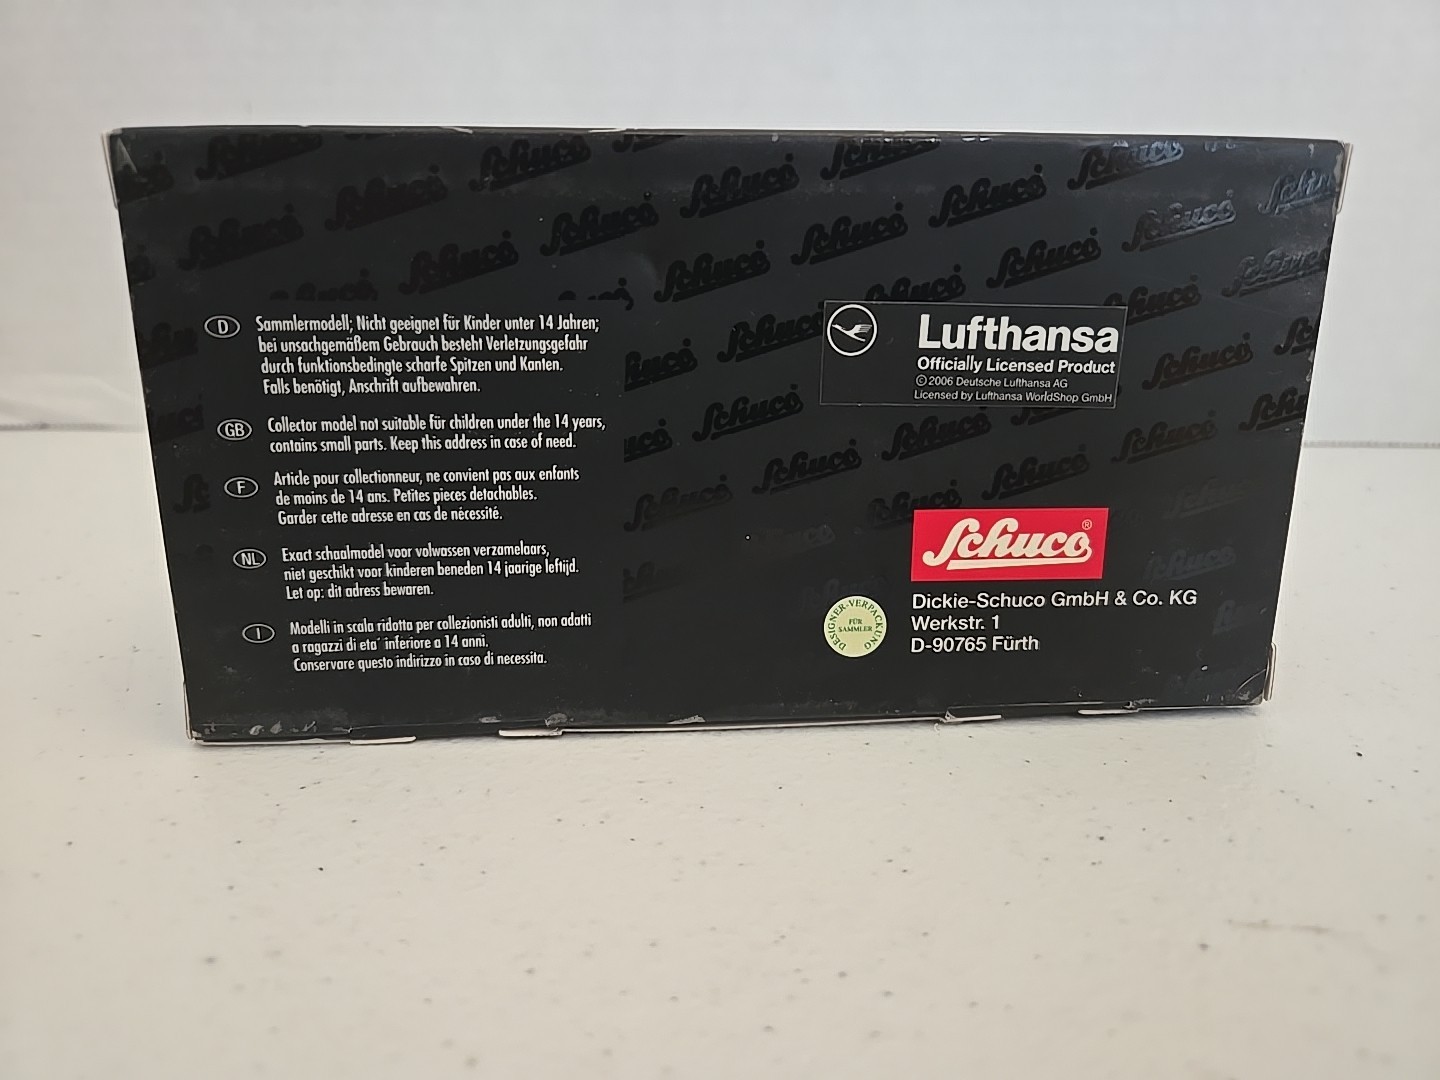 D
Sammlermodell; Nicht geeignet für Kinder unter 14 Jahren;
bei unsachgemäßem Gebrauch besteht Verletzungsgefahr
durch funktionsbedingte scharfe Spitzen und Kanten.
Falls benötigt, Anschrift aufbewahren.
GB
Collector model not suitable für children under the 14 years,
contains small parts. Keep this address in case of need.
F
Article pour collectionneur, ne convient pas aux enfants
de moins de 14 ans. Petites pieces detachables.
Garder cette adresse en cas de nécessité.
NL
Exact schaalmodel voor volwassen verzamelaars,
niet geschikt voor kinderen beneden 14 jaarige leftijd.
Let op: dit adress bewaren.
I
Modelli in scala ridotta per collezionisti adulti, non adatti
a ragazzi di eta´ inferiore a 14 anni.
Conservare questo indirizzo in caso di necessita.
Lufthansa
Officially Licensed Product
©2006 Deutsche Lufthansa AG
Licensed by Lufthansa WorldShop GmbH
Schuco®
DESIGNER-VERPACKUNG
FÜR
SAMMLER
Dickie-Schuco GmbH & Co. KG
Werkstr. 1
D-90765 Fürth